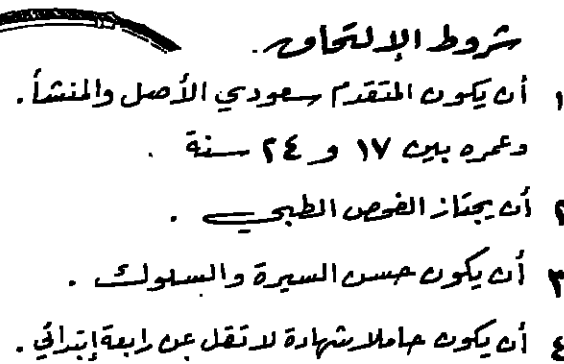 شروط الإلتحاق.
١ أن يكون المتقدم سعودي الأصل والمنشأ.
وعمره بين ١٧ و ٢٤ سنة .
٢ أن يجتاز الفحص الطبي .
٣ أن يكون حسن السيرة والسلوك .
٤ أن يكون حاملا شهادة لا تقل عن رابعة إبتدائي .